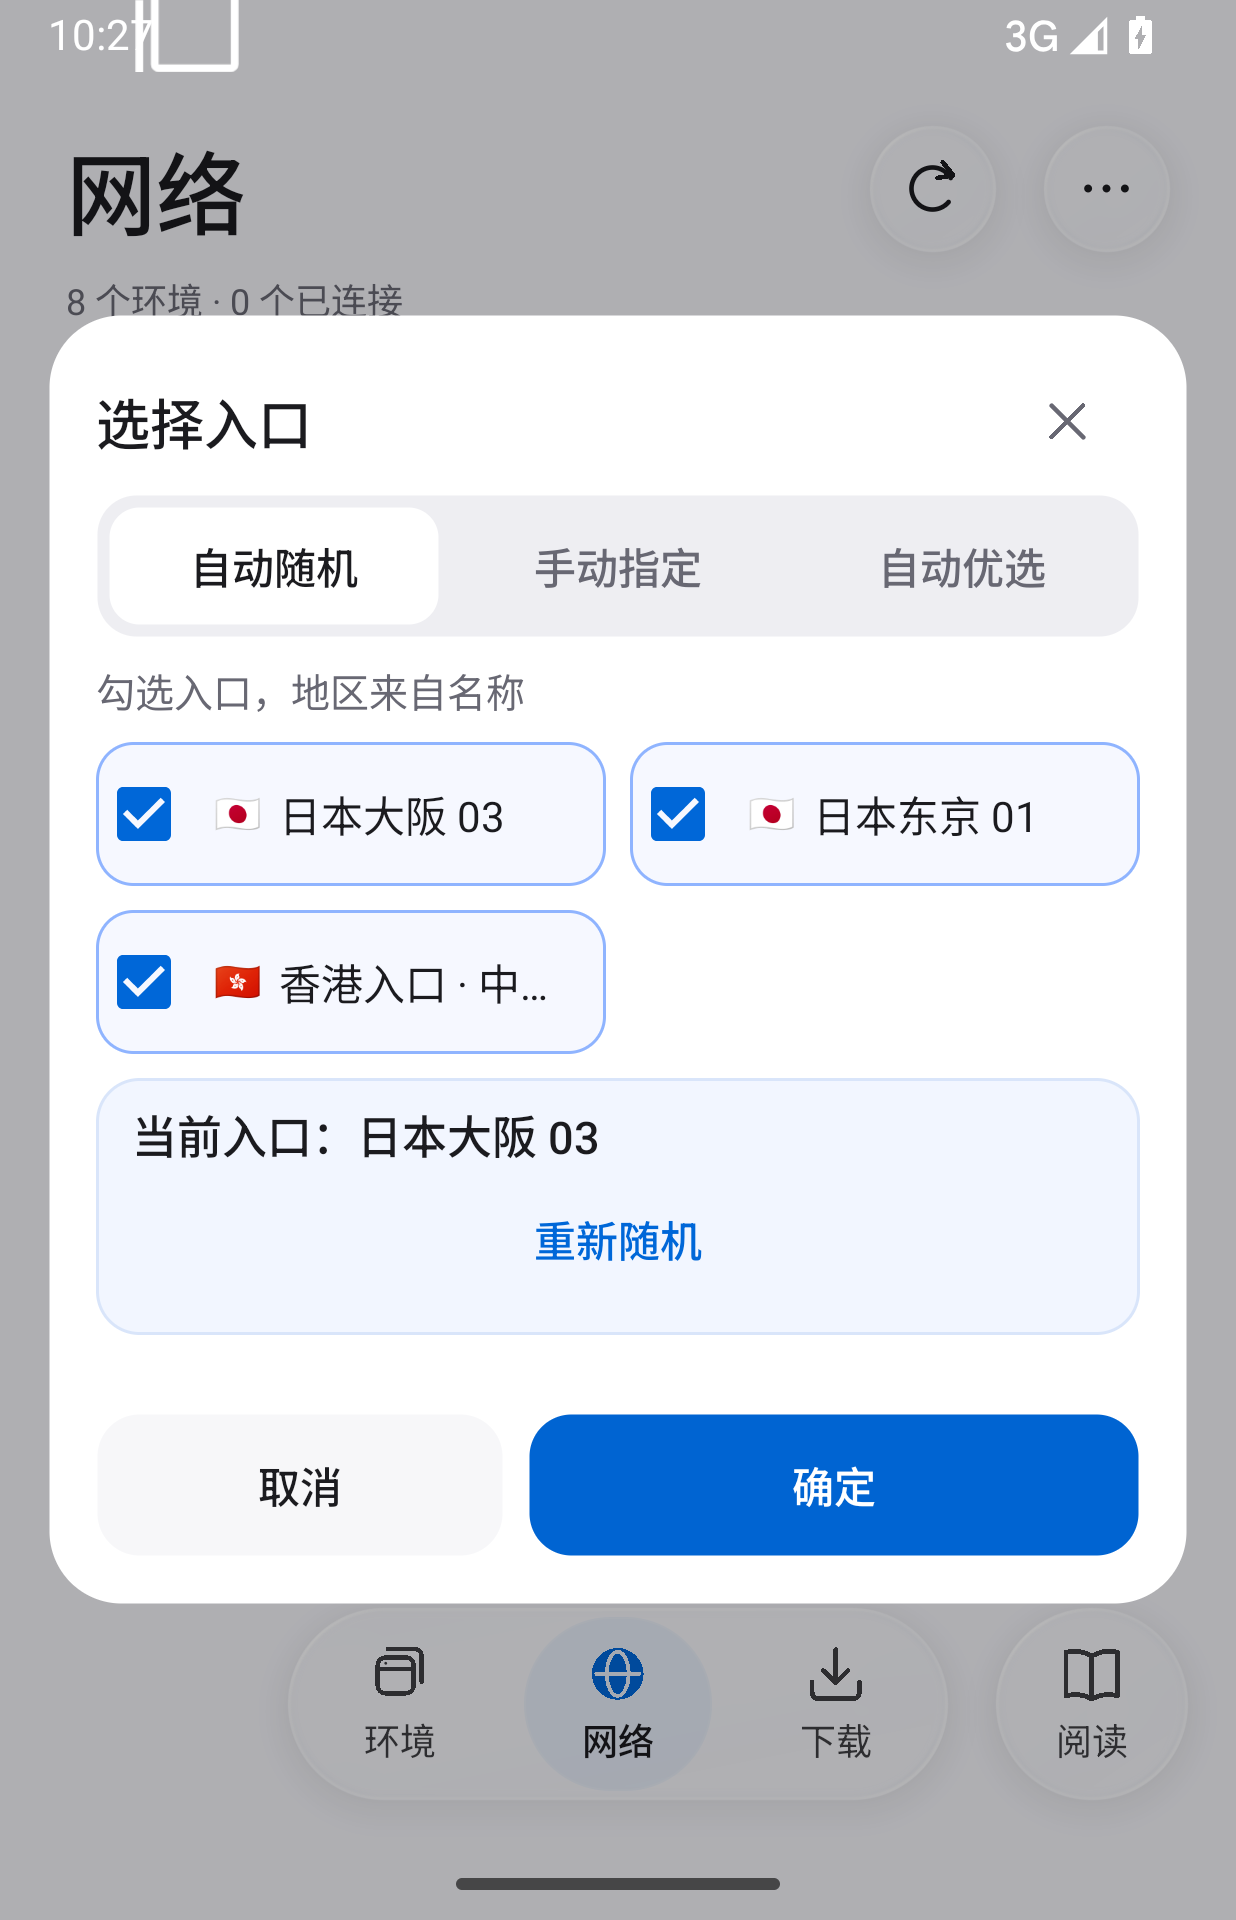 10:27
3G
网络
8 个环境 · 0 个已连接
选择入口
自动随机
手动指定
自动优选
勾选入口，地区来自名称
日本大阪 03
日本东京 01
香港入口 · 中...
当前入口：日本大阪 03
重新随机
取消
确定
环境
网络
下载
阅读